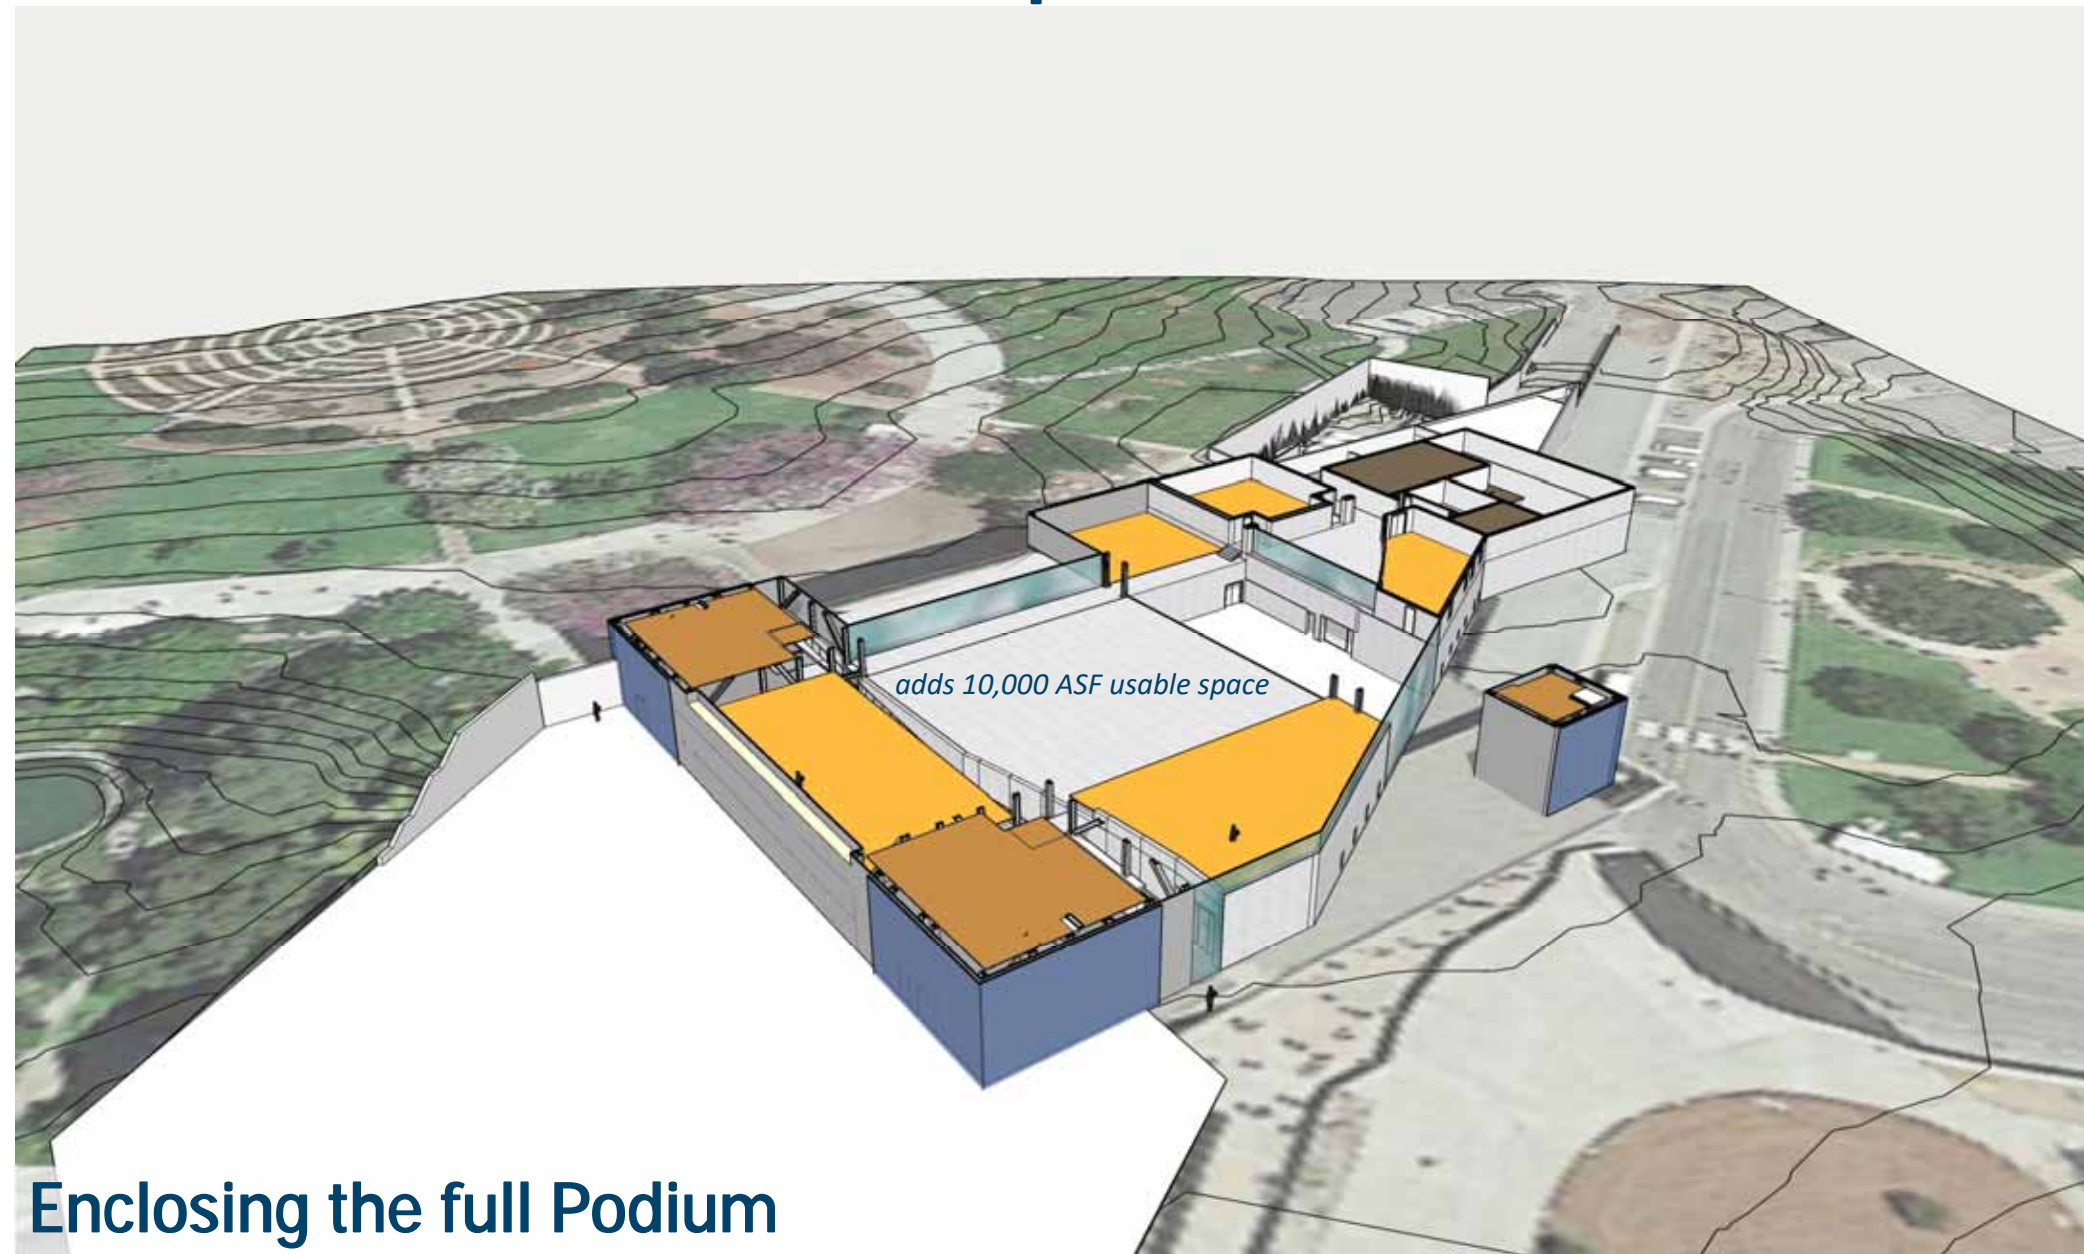 adds 10,000 ASF usable space
Enclosing the full Podium